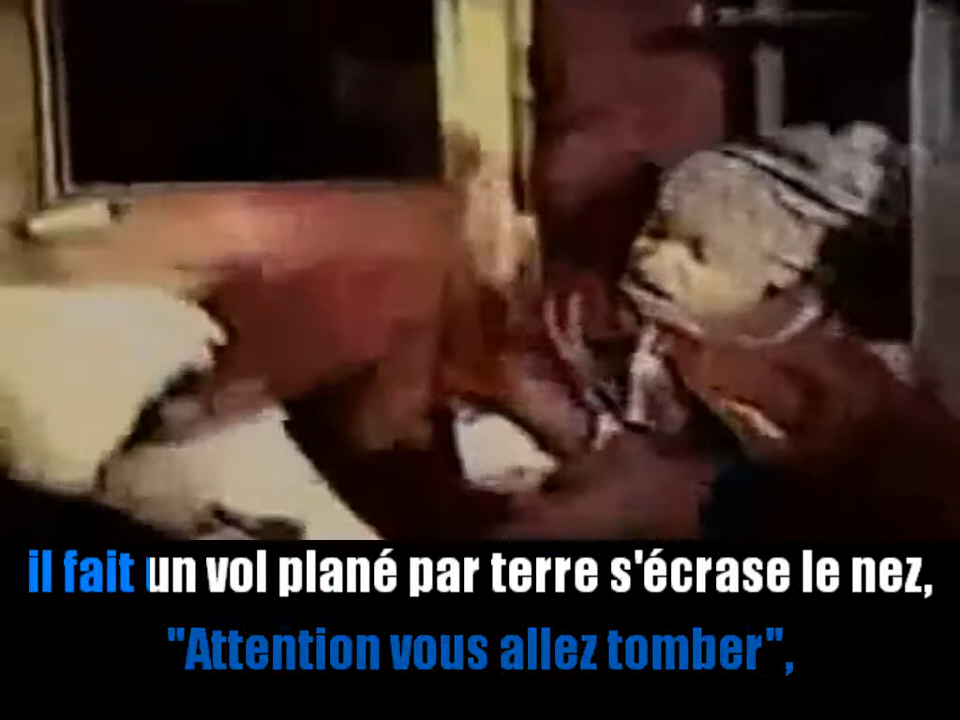 il fait un vol plané par terre s'écrase le nez,
"Attention vous allez tomber",